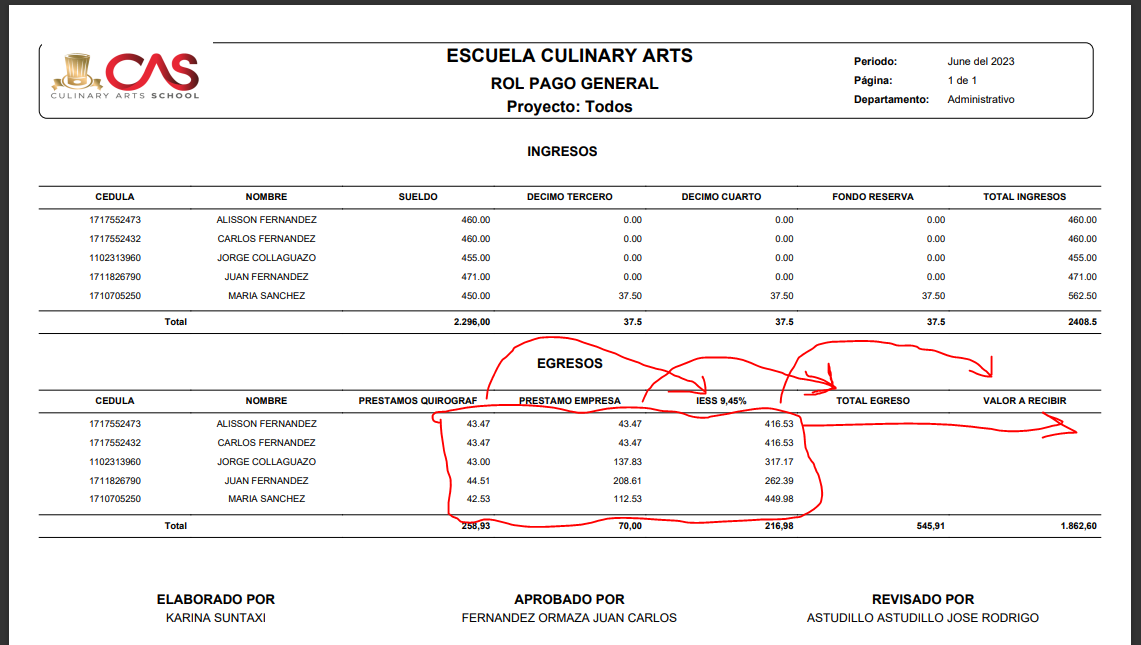 CAS
CULINARY ARTS SCHOOL
ESCUELA CULINARY ARTS
ROL PAGO GENERAL
Proyecto: Todos
Periodo: June del 2023
Página: 1 de 1
Departamento: Administrativo
INGRESOS
CEDULA NOMBRE SUELDO DECIMO TERCERO DECIMO CUARTO FONDO RESERVA TOTAL INGRESOS
1717552473 ALISSON FERNANDEZ 460.00 0.00 0.00 0.00 460.00
1717552432 CARLOS FERNANDEZ 460.00 0.00 0.00 0.00 460.00
1102313960 JORGE COLLAGUAZO 455.00 0.00 0.00 0.00 455.00
1711826790 JUAN FERNANDEZ 471.00 0.00 0.00 0.00 471.00
1710705250 MARIA SANCHEZ 450.00 37.50 37.50 37.50 562.50
Total 2.296,00 37.5 37.5 37.5 2408.5
EGRESOS
CEDULA NOMBRE PRESTAMOS QUIROGRAF PRESTAMO EMPRESA IESS 9,45% TOTAL EGRESO VALOR A RECIBIR
1717552473 ALISSON FERNANDEZ 43.47 43.47 416.53
1717552432 CARLOS FERNANDEZ 43.47 43.47 416.53
1102313960 JORGE COLLAGUAZO 43.00 137.83 317.17
1711826790 JUAN FERNANDEZ 44.51 208.61 262.39
1710705250 MARIA SANCHEZ 42.53 112.53 449.98
Total 258,93 70,00 216,98 545,91 1.862,60
ELABORADO POR APROBADO POR REVISADO POR
KARINA SUNTAXI FERNANDEZ ORMAZA JUAN CARLOS ASTUDILLO ASTUDILLO JOSE RODRIGO